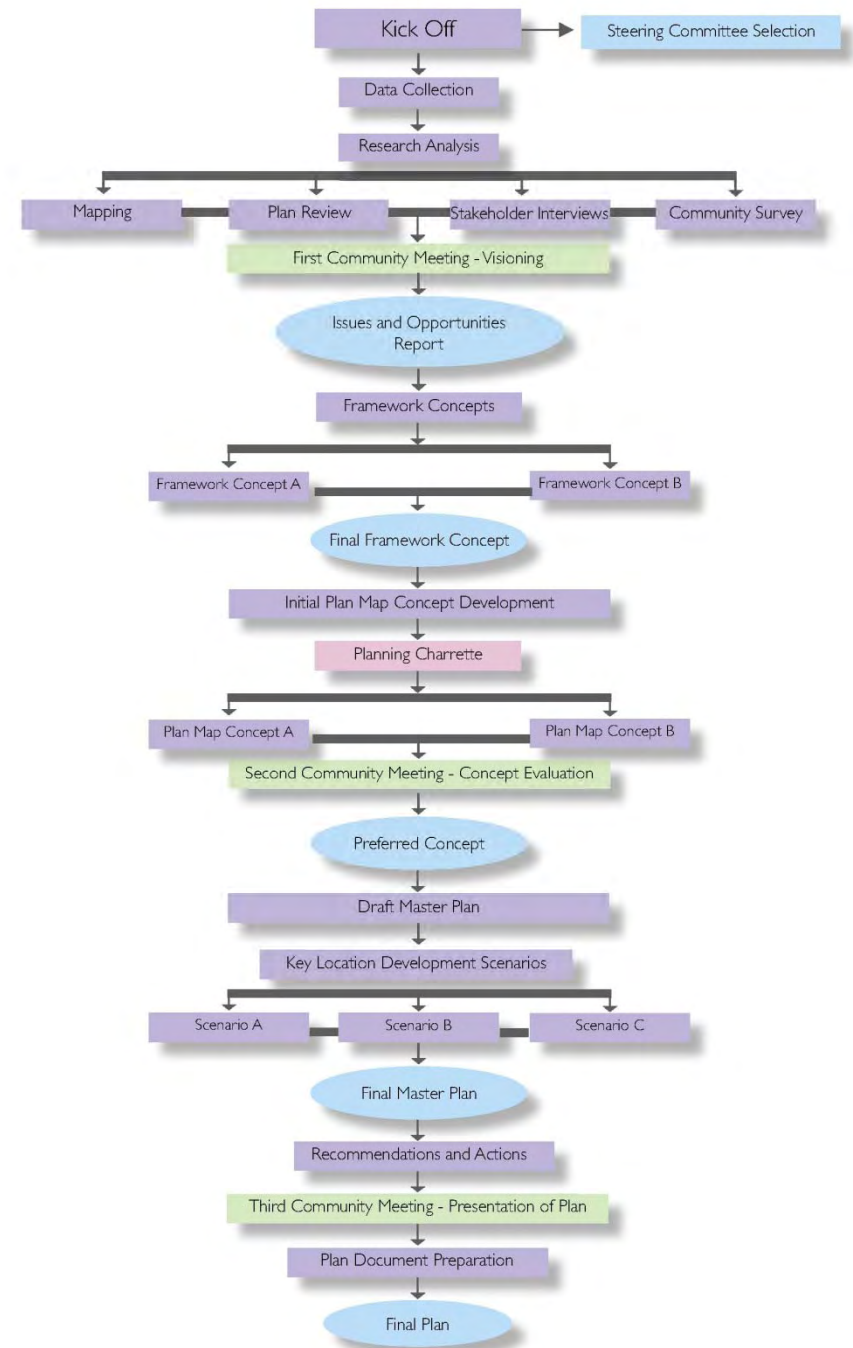 Kick Off
Steering Committee Selection
Data Collection
Research Analysis
Mapping
Plan Review
Stakeholder Interviews
Community Survey
First Community Meeting - Visioning
Issues and Opportunities
Report
Framework Concepts
Framework Concept A
Framework Concept B
Final Framework Concept
Initial Plan Map Concept Development
Planning Charrette
Plan Map Concept A
Plan Map Concept B
Second Community Meeting - Concept Evaluation
Preferred Concept
Draft Master Plan
Key Location Development Scenarios
Scenario A
Scenario B
Scenario C
Final Master Plan
Recommendations and Actions
Third Community Meeting - Presentation of Plan
Plan Document Preparation
Final Plan